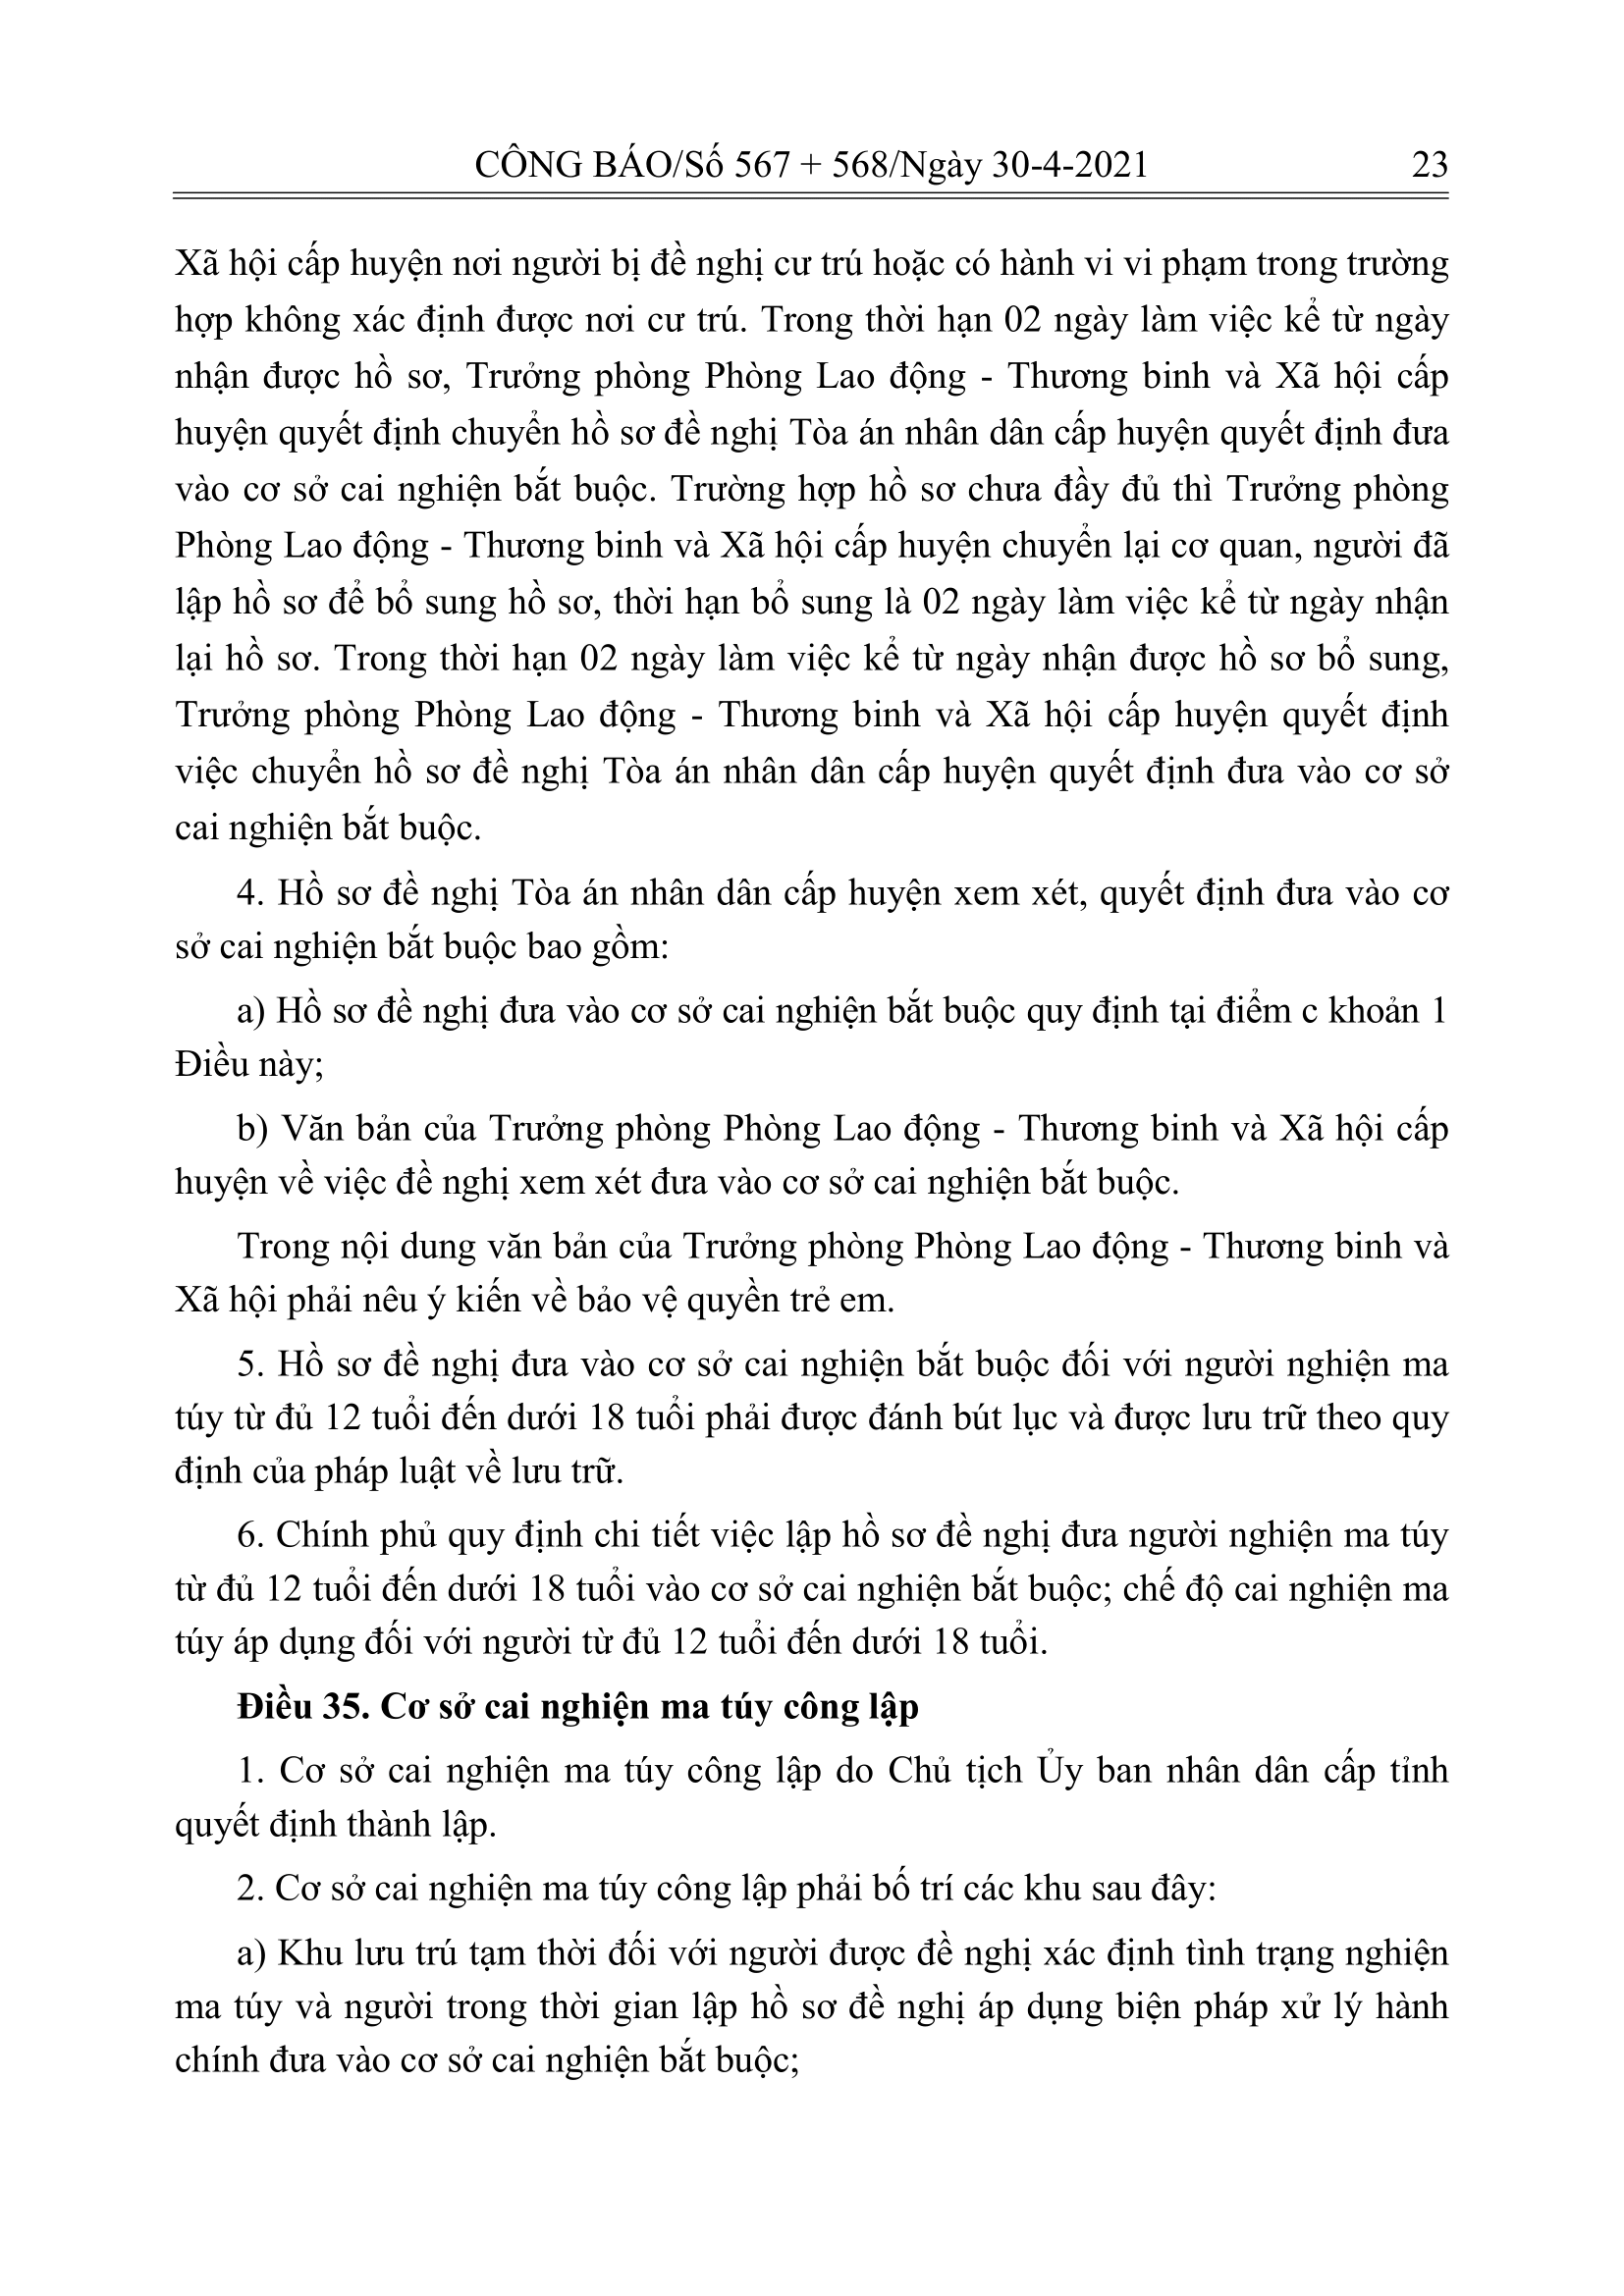 CÔNG BÁO/Số 567 + 568/Ngày 30-4-2021 23
Xã hội cấp huyện nơi người bị đề nghị cư trú hoặc có hành vi vi phạm trong trường
hợp không xác định được nơi cư trú. Trong thời hạn 02 ngày làm việc kể từ ngày
nhận được hồ sơ, Trưởng phòng Phòng Lao động - Thương binh và Xã hội cấp
huyện quyết định chuyển hồ sơ đề nghị Tòa án nhân dân cấp huyện quyết định đưa
vào cơ sở cai nghiện bắt buộc. Trường hợp hồ sơ chưa đầy đủ thì Trưởng phòng
Phòng Lao động - Thương binh và Xã hội cấp huyện chuyển lại cơ quan, người đã
lập hồ sơ để bổ sung hồ sơ, thời hạn bổ sung là 02 ngày làm việc kể từ ngày nhận
lại hồ sơ. Trong thời hạn 02 ngày làm việc kể từ ngày nhận được hồ sơ bổ sung,
Trưởng phòng Phòng Lao động - Thương binh và Xã hội cấp huyện quyết định
việc chuyển hồ sơ đề nghị Tòa án nhân dân cấp huyện quyết định đưa vào cơ sở
cai nghiện bắt buộc.
4. Hồ sơ đề nghị Tòa án nhân dân cấp huyện xem xét, quyết định đưa vào cơ
sở cai nghiện bắt buộc bao gồm:
a) Hồ sơ đề nghị đưa vào cơ sở cai nghiện bắt buộc quy định tại điểm c khoản 1
Điều này;
b) Văn bản của Trưởng phòng Phòng Lao động - Thương binh và Xã hội cấp
huyện về việc đề nghị xem xét đưa vào cơ sở cai nghiện bắt buộc.
Trong nội dung văn bản của Trưởng phòng Phòng Lao động - Thương binh và
Xã hội phải nêu ý kiến về bảo vệ quyền trẻ em.
5. Hồ sơ đề nghị đưa vào cơ sở cai nghiện bắt buộc đối với người nghiện ma
túy từ đủ 12 tuổi đến dưới 18 tuổi phải được đánh bút lục và được lưu trữ theo quy
định của pháp luật về lưu trữ.
6. Chính phủ quy định chi tiết việc lập hồ sơ đề nghị đưa người nghiện ma túy
từ đủ 12 tuổi đến dưới 18 tuổi vào cơ sở cai nghiện bắt buộc; chế độ cai nghiện ma
túy áp dụng đối với người từ đủ 12 tuổi đến dưới 18 tuổi.
Điều 35. Cơ sở cai nghiện ma túy công lập
1. Cơ sở cai nghiện ma túy công lập do Chủ tịch Ủy ban nhân dân cấp tỉnh
quyết định thành lập.
2. Cơ sở cai nghiện ma túy công lập phải bố trí các khu sau đây:
a) Khu lưu trú tạm thời đối với người được đề nghị xác định tình trạng nghiện
ma túy và người trong thời gian lập hồ sơ đề nghị áp dụng biện pháp xử lý hành
chính đưa vào cơ sở cai nghiện bắt buộc;